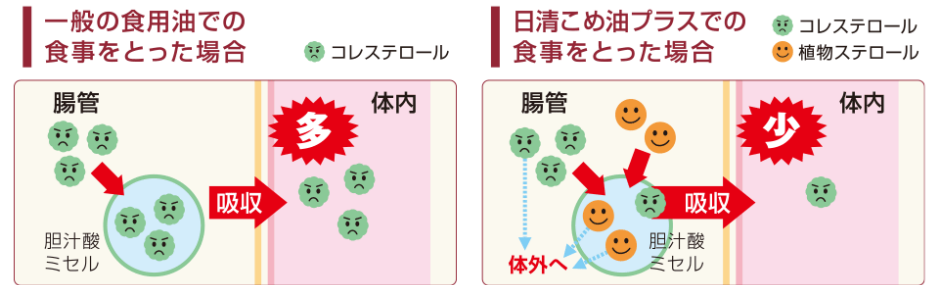 一般の食用油での
食事をとった場合
コレステロール
腸管
体内
多
吸収
胆汁酸
ミセル
日清こめ油プラスでの
食事をとった場合
コレステロール
植物ステロール
腸管
体内
少
吸収
胆汁酸
ミセル
体外へ